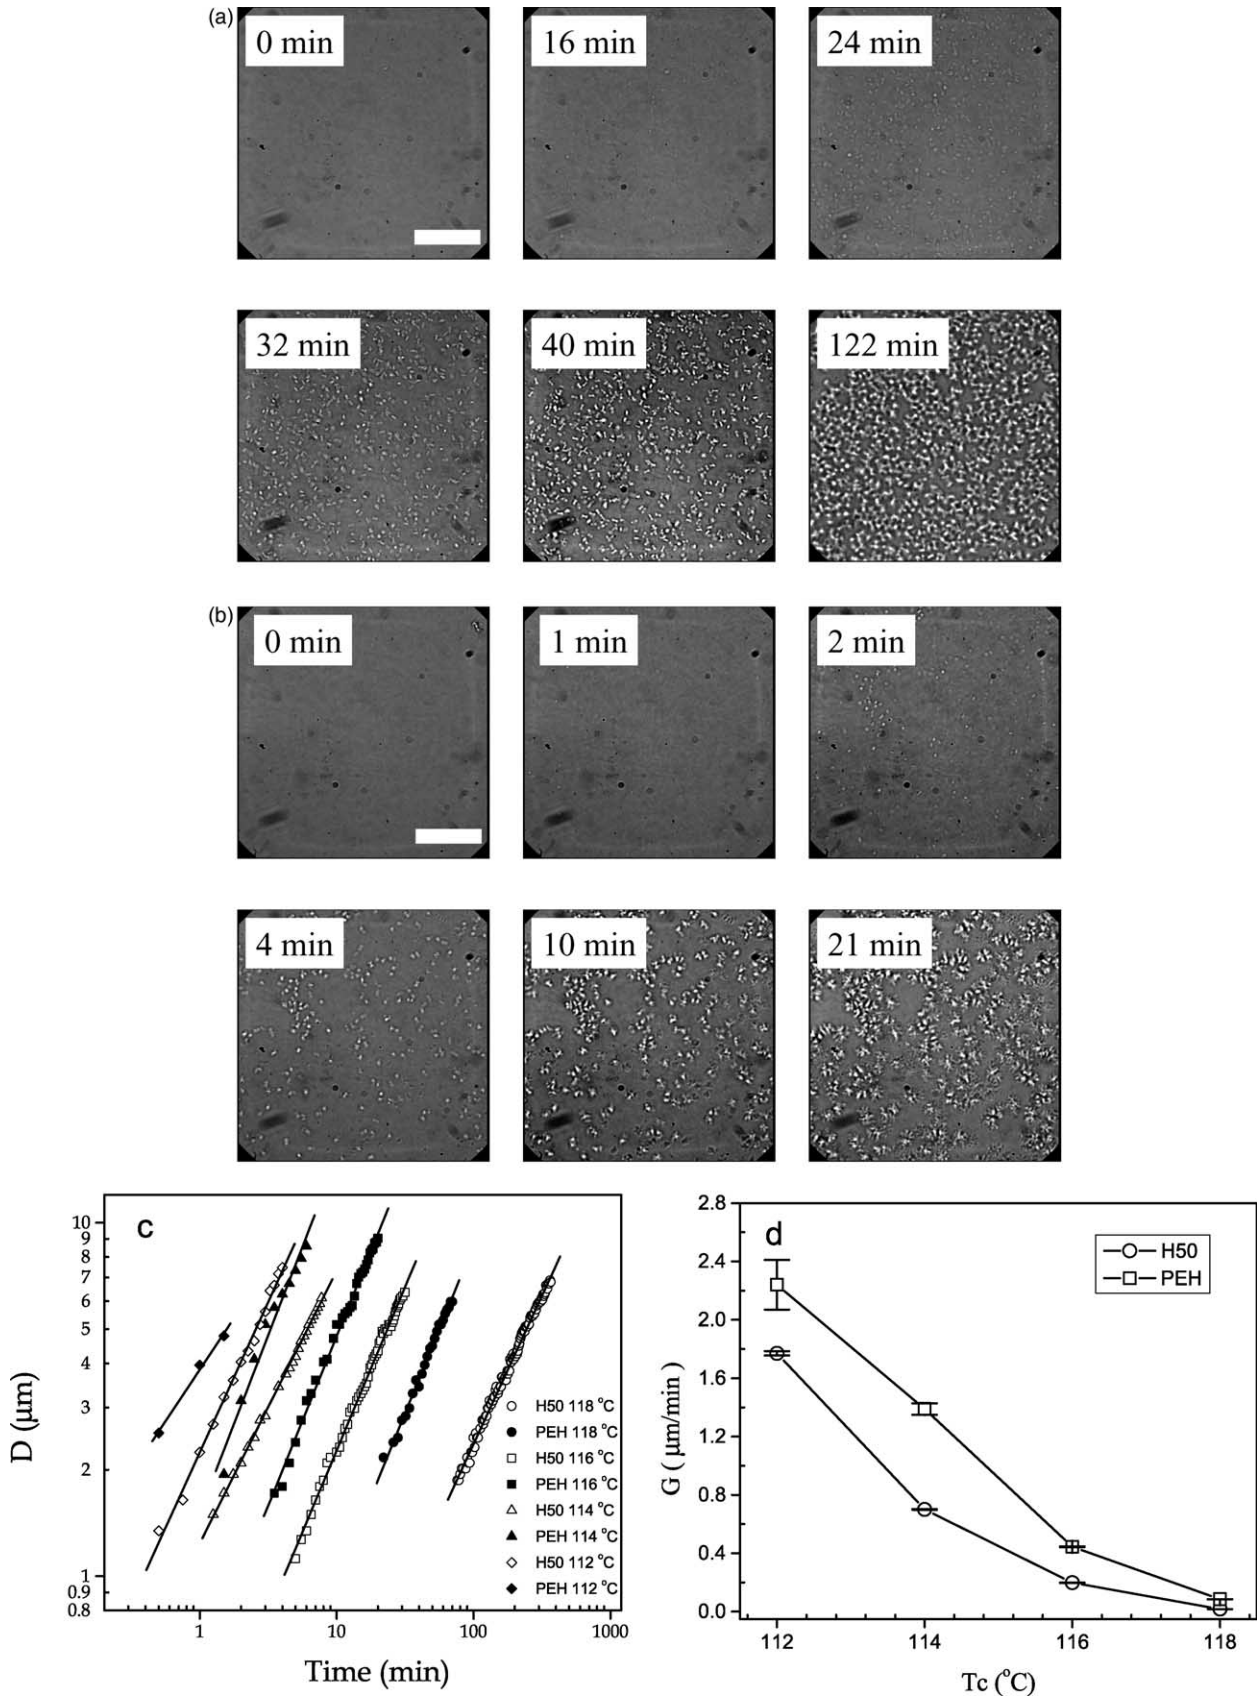 (a)
0 min
16 min
24 min
32 min
40 min
122 min
(b)
0 min
1 min
2 min
4 min
10 min
21 min
c
D (μm)
10
9
8
7
6
5
4
3
2
1
0.9
0.8
H50 118 °C
PEH 118 °C
H50 116 °C
PEH 116 °C
H50 114 °C
PEH 114 °C
H50 112 °C
PEH 112 °C
1
10
100
1000
Time (min)
d
G ( μm/min )
2.8
2.4
2.0
1.6
1.2
0.8
0.4
0.0
H50
PEH
112
114
116
118
Tc (°C)